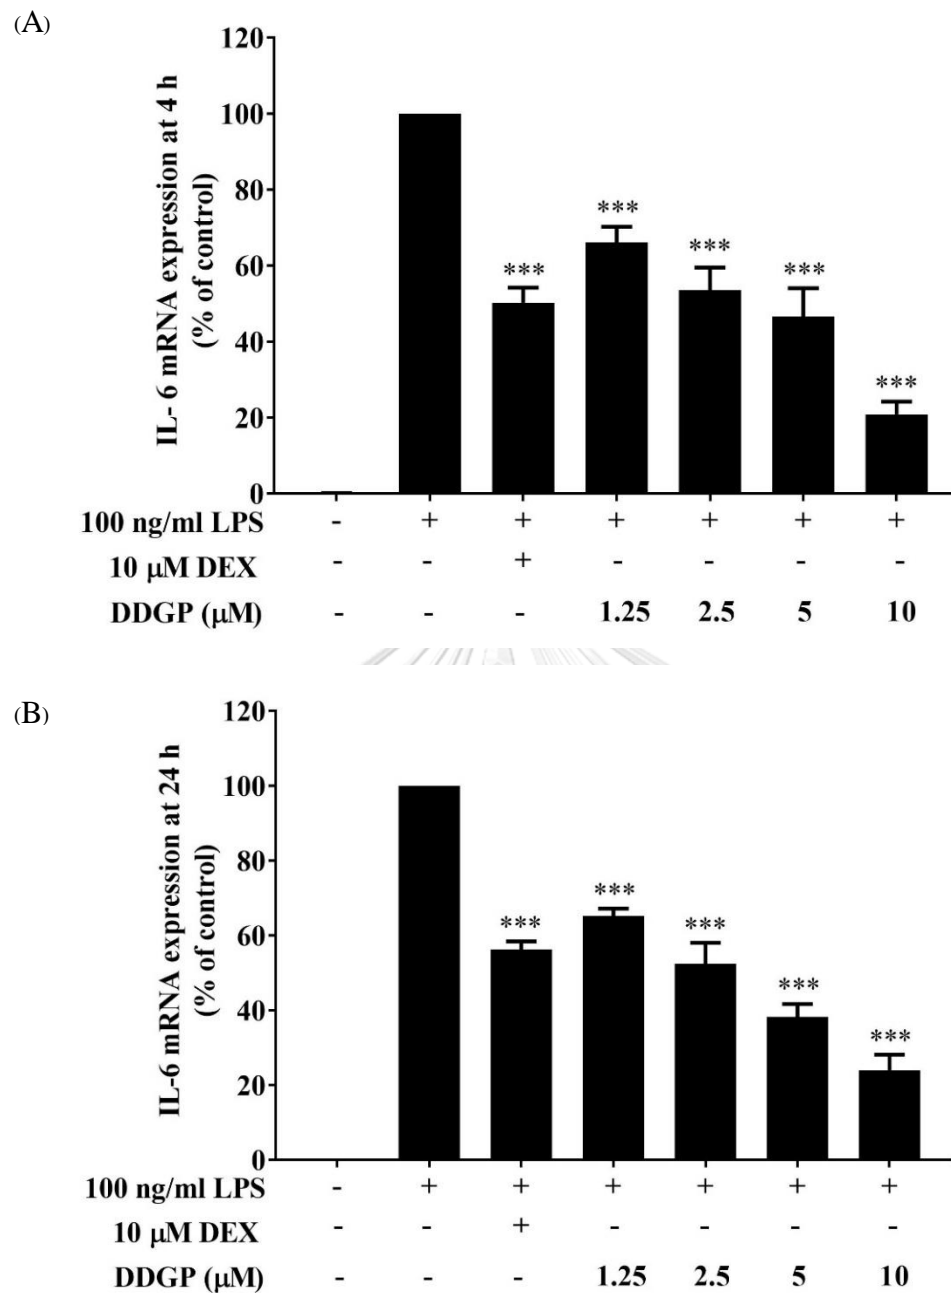 (A)
IL- 6 mRNA expression at 4 h
(% of control)
120
100
80
60
40
20
0
*** *** *** *** ***
100 ng/ml LPS - + + + + + +
10 μM DEX - - + - - - -
DDGP (μM) - - - 1.25 2.5 5 10
(B)
IL-6 mRNA expression at 24 h
(% of control)
120
100
80
60
40
20
0
*** *** *** *** ***
100 ng/ml LPS - + + + + + +
10 μM DEX - - + - - - -
DDGP (μM) - - - 1.25 2.5 5 10